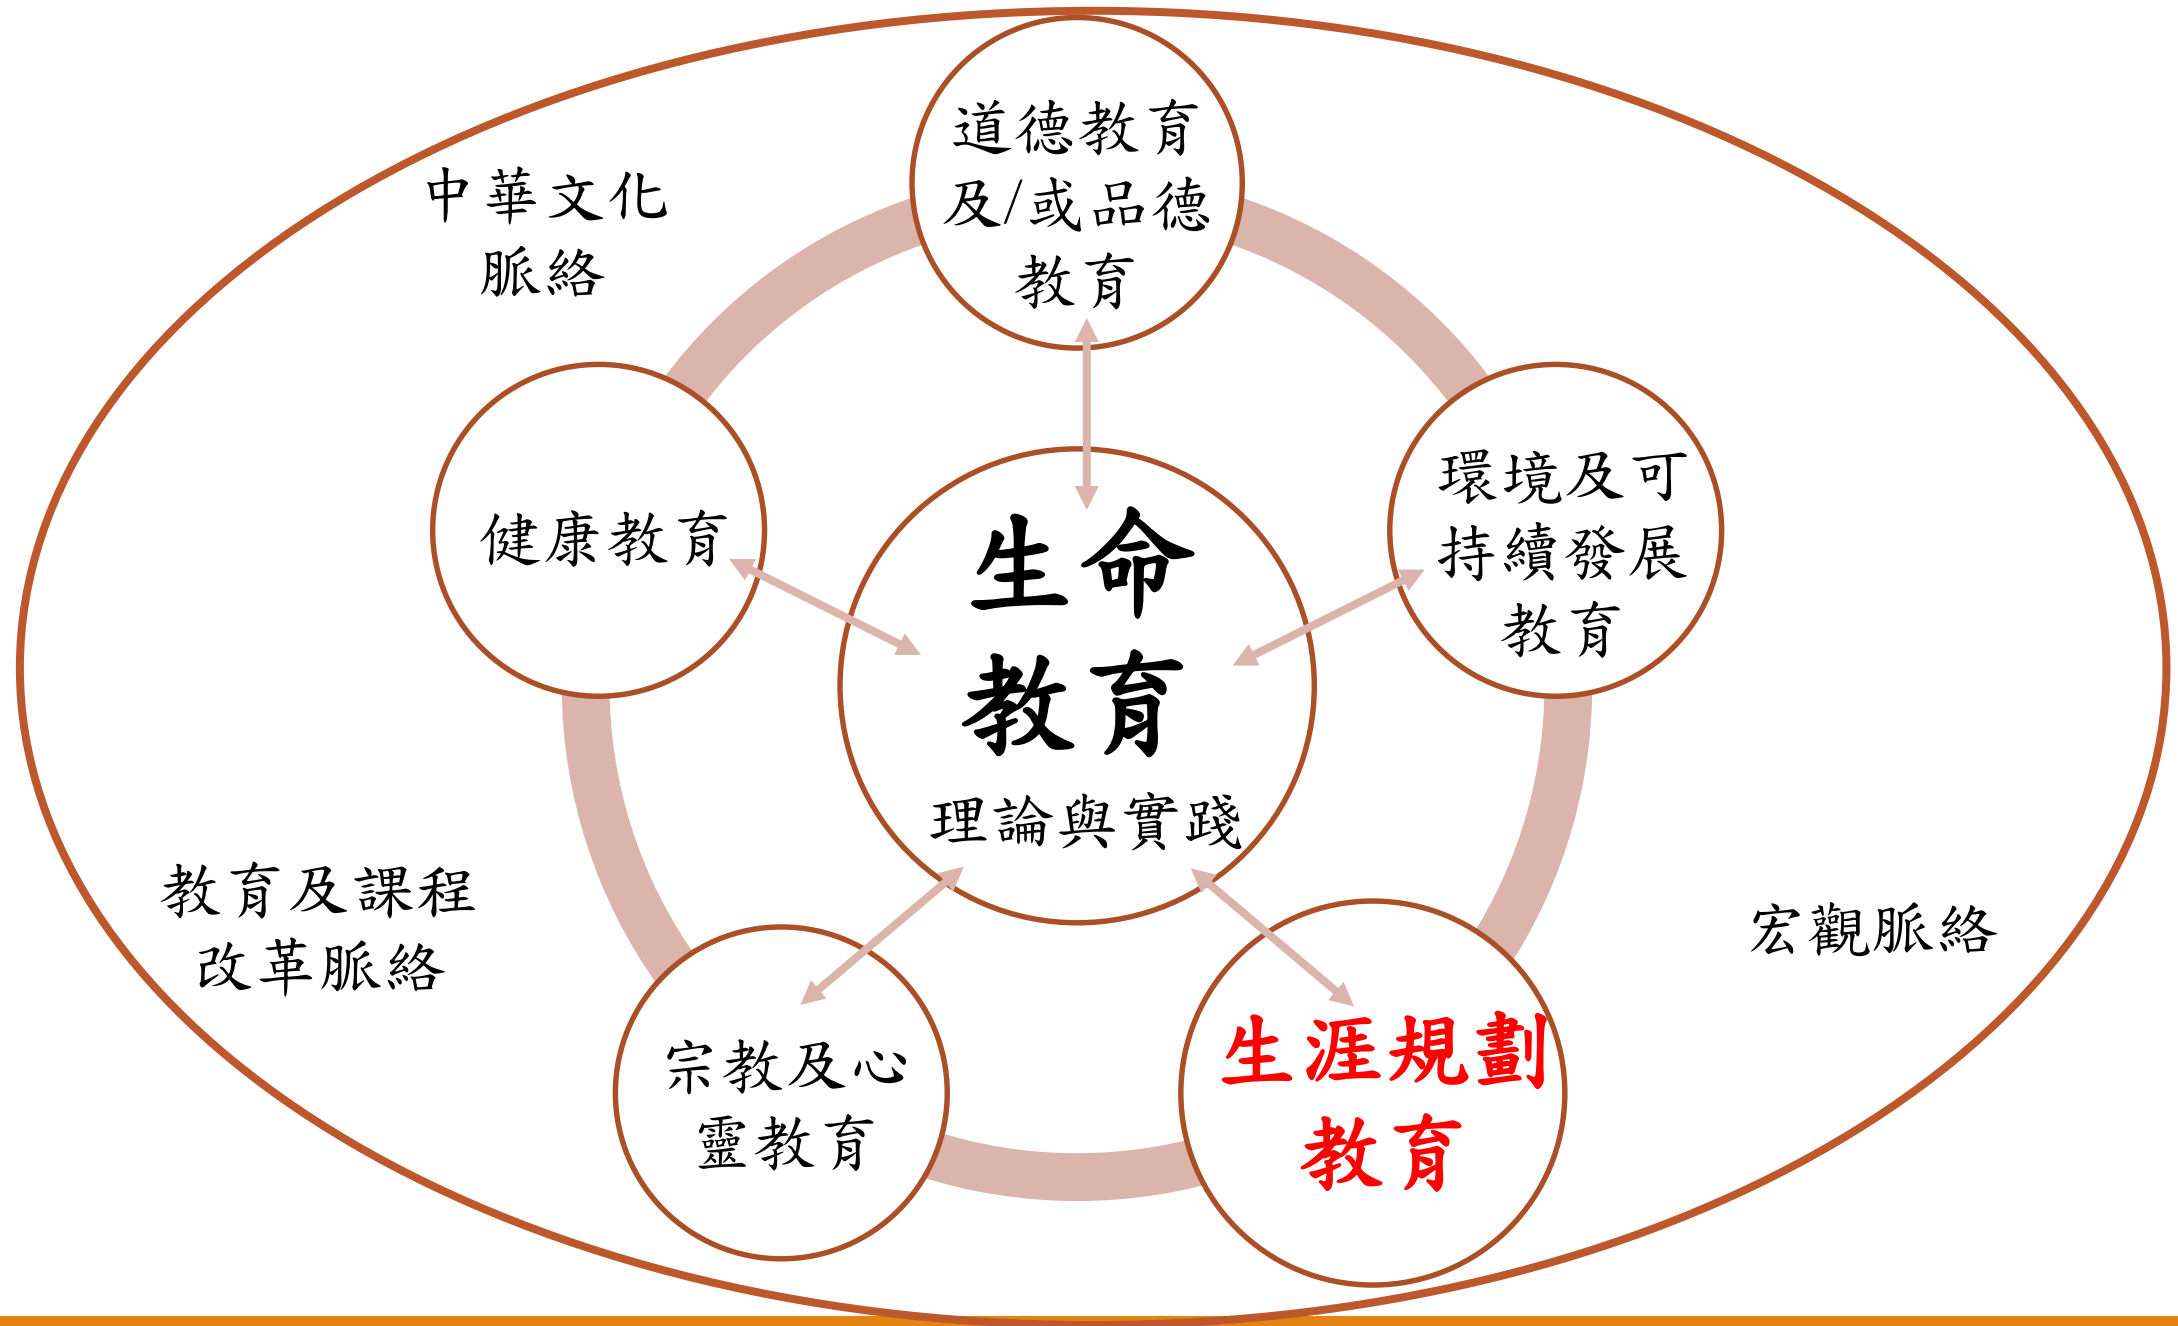 道德教育
及/或品德
教育
中華文化
脈絡
健康教育
環境及可
持續發展
教育
生命
教育
理論與實踐
教育及課程
改革脈絡
宏觀脈絡
宗教及心
靈教育
生涯規劃
教育